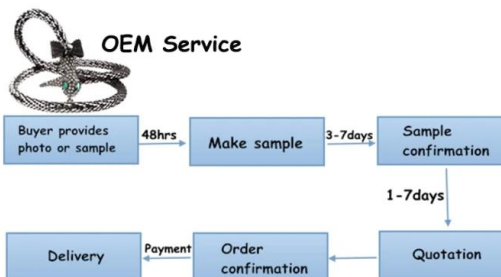 OEM Service
Buyer provides
photo or sample
48hrs
Make sample
3-7days
Sample
confirmation
1-7days
Quotation
Order
confirmation
Payment
Delivery